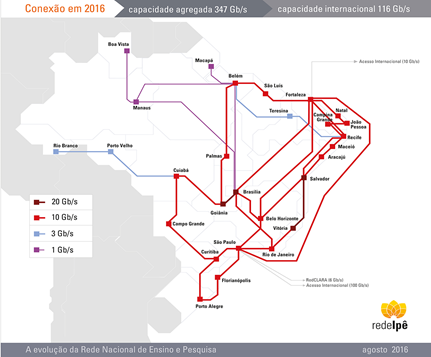 Conexão em 2016
capacidade agregada 347 Gb/s
capacidade internacional 116 Gb/s
Boa Vista
Macapá
Acesso Internacional (10 Gb/s)
Belém
São Luís
Fortaleza
Manaus
Teresina
Campina
Grande
Natal
João
Pessoa
Recife
Rio Branco
Porto Velho
Maceió
Palmas
Aracajú
Cuiabá
Salvador
Brasília
Goiânia
20 Gb/s
10 Gb/s
3 Gb/s
1 Gb/s
Campo Grande
Belo Horizonte
Vitória
São Paulo
Rio de Janeiro
Curitiba
Florianópolis
RedCLARA (6 Gb/s)
Acesso Internacional (100 Gb/s)
Porto Alegre
redeIpê
A evolução da Rede Nacional de Ensino e Pesquisa
agosto 2016